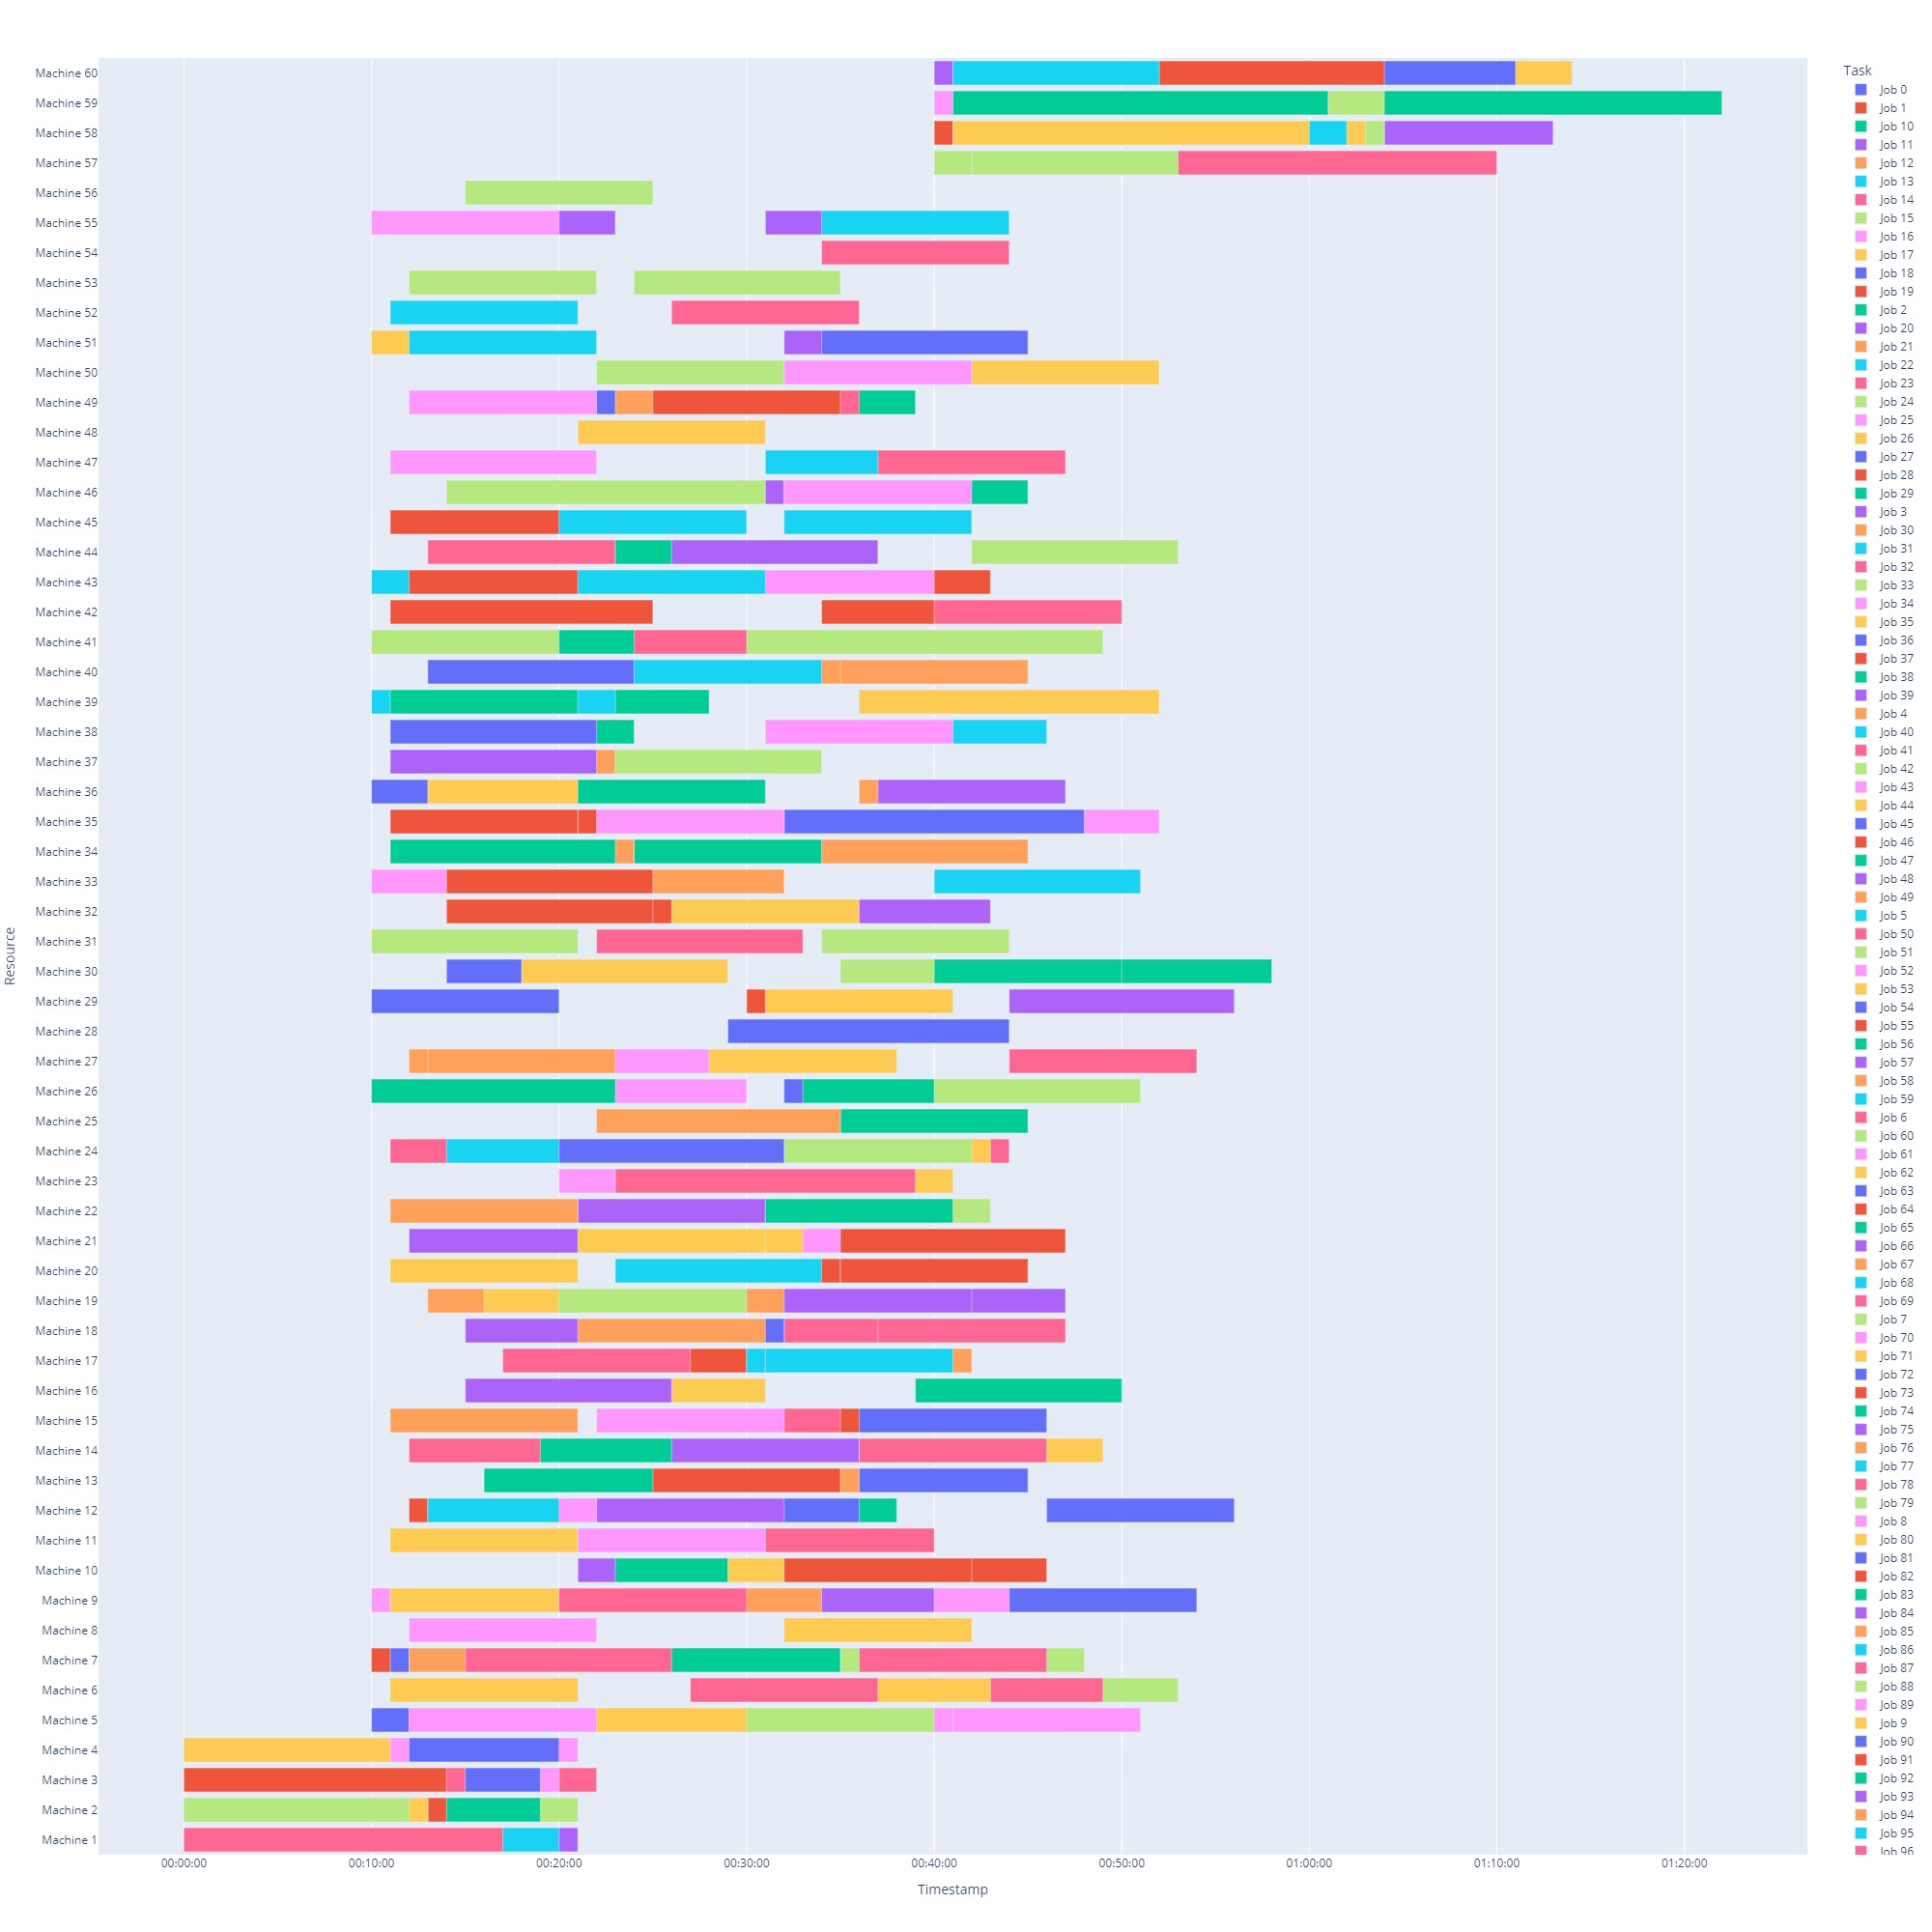 Machine 60
Machine 59
Machine 58
Machine 57
Machine 56
Machine 55
Machine 54
Machine 53
Machine 52
Machine 51
Machine 50
Machine 49
Machine 48
Machine 47
Machine 46
Machine 45
Machine 44
Machine 43
Machine 42
Machine 41
Machine 40
Machine 39
Machine 38
Machine 37
Machine 36
Machine 35
Machine 34
Machine 33
Machine 32
Machine 31
Machine 30
Machine 29
Machine 28
Machine 27
Machine 26
Machine 25
Machine 24
Machine 23
Machine 22
Machine 21
Machine 20
Machine 19
Machine 18
Machine 17
Machine 16
Machine 15
Machine 14
Machine 13
Machine 12
Machine 11
Machine 10
Machine 9
Machine 8
Machine 7
Machine 6
Machine 5
Machine 4
Machine 3
Machine 2
Machine 1
Resource
00:00:00 00:10:00 00:20:00 00:30:00 00:40:00 00:50:00 01:00:00 01:10:00 01:20:00
Timestamp
Task
Job 0
Job 1
Job 10
Job 11
Job 12
Job 13
Job 14
Job 15
Job 16
Job 17
Job 18
Job 19
Job 2
Job 20
Job 21
Job 22
Job 23
Job 24
Job 25
Job 26
Job 27
Job 28
Job 29
Job 3
Job 30
Job 31
Job 32
Job 33
Job 34
Job 35
Job 36
Job 37
Job 38
Job 39
Job 4
Job 40
Job 41
Job 42
Job 43
Job 44
Job 45
Job 46
Job 47
Job 48
Job 49
Job 5
Job 50
Job 51
Job 52
Job 53
Job 54
Job 55
Job 56
Job 57
Job 58
Job 59
Job 6
Job 60
Job 61
Job 62
Job 63
Job 64
Job 65
Job 66
Job 67
Job 68
Job 69
Job 7
Job 70
Job 71
Job 72
Job 73
Job 74
Job 75
Job 76
Job 77
Job 78
Job 79
Job 8
Job 80
Job 81
Job 82
Job 83
Job 84
Job 85
Job 86
Job 87
Job 88
Job 89
Job 9
Job 90
Job 91
Job 92
Job 93
Job 94
Job 95
Job 96